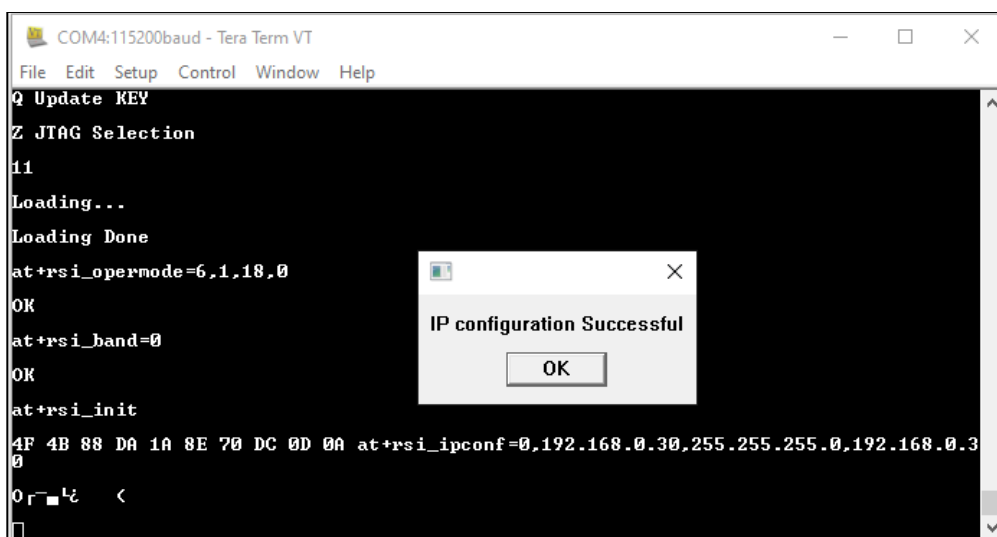 COM4:115200baud - Tera Term VT
File Edit Setup Control Window Help
Q Update KEY
Z JTAG Selection
11
Loading...
Loading Done
at+rsi_opermode=6,1,18,0
OK
at+rsi_band=0
OK
at+rsi_init
4F 4B 88 DA 1A 8E 70 DC 0D 0A at+rsi_ipconf=0,192.168.0.30,255.255.255.0,192.168.0.3
0
IP configuration Successful
OK